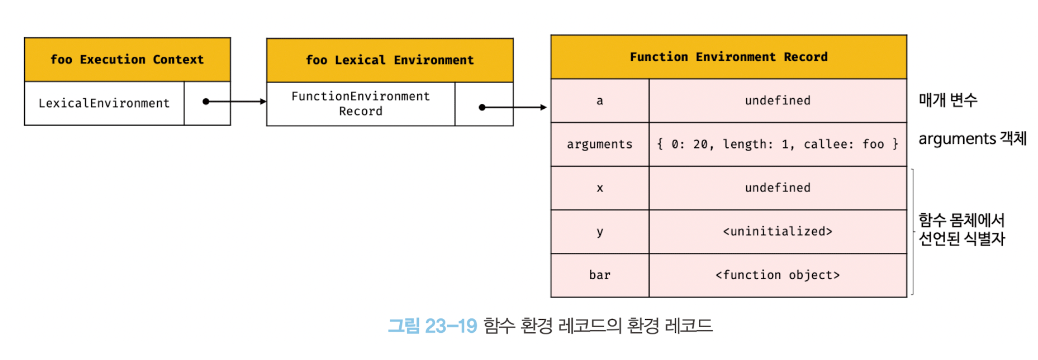 foo Execution Context
LexicalEnvironment
foo Lexical Environment
FunctionEnvironment
Record
Function Environment Record
a
undefined
매개 변수
arguments
{ 0: 20, length: 1, callee: foo }
arguments 객체
x
undefined
y
<uninitialized>
bar
<function object>
함수 몸체에서
선언된 식별자
그림 23-19 함수 환경 레코드의 환경 레코드